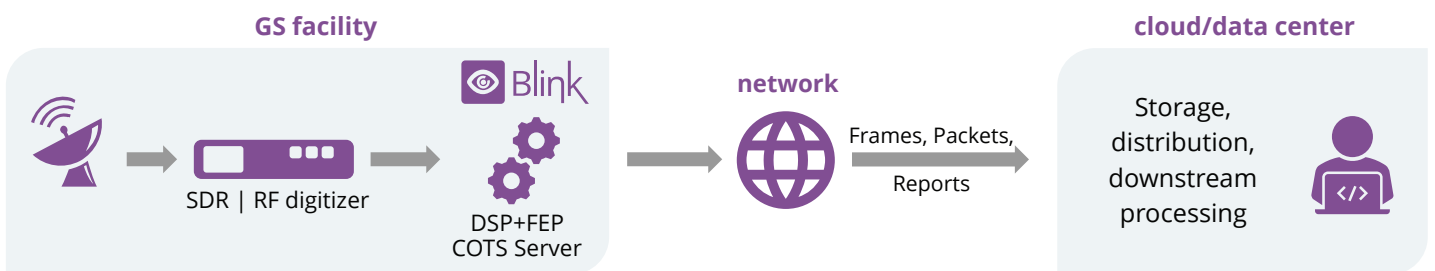 GS facility
Blink
SDR | RF digitizer
DSP+FEP
COTS Server
network
Frames, Packets,
Reports
cloud/data center
Storage,
distribution,
downstream
processing
</>